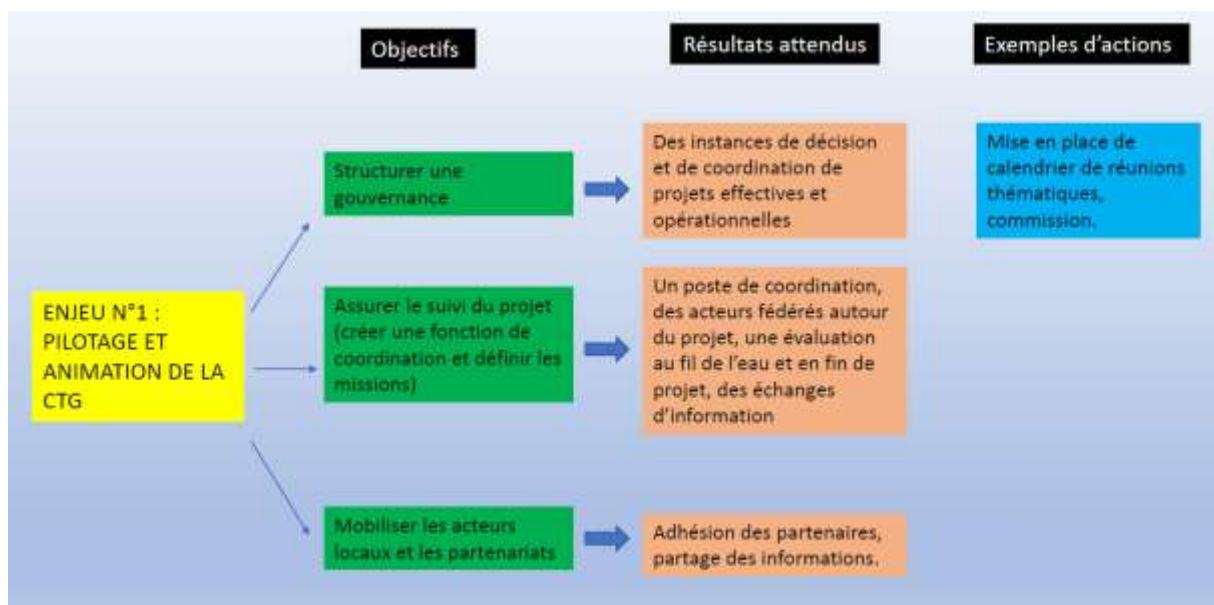 Objectifs
Résultats attendus
Exemples d'actions
ENJEU N°1 :
PILOTAGE ET
ANIMATION DE LA
CTG
Structurer une
gouvernance
Des instances de décision
et de coordination de
projets effectives et
opérationnelles
Mise en place de
calendrier de réunions
thématiques,
commission.
Assurer le suivi du projet
(créer une fonction de
coordination et définir les
missions)
Un poste de coordination,
des acteurs fédérés autour
du projet, une évaluation
au fil de l'eau et en fin de
projet, des échanges
d'information
Mobiliser les acteurs
locaux et les partenariats
Adhésion des partenaires,
partage des informations.